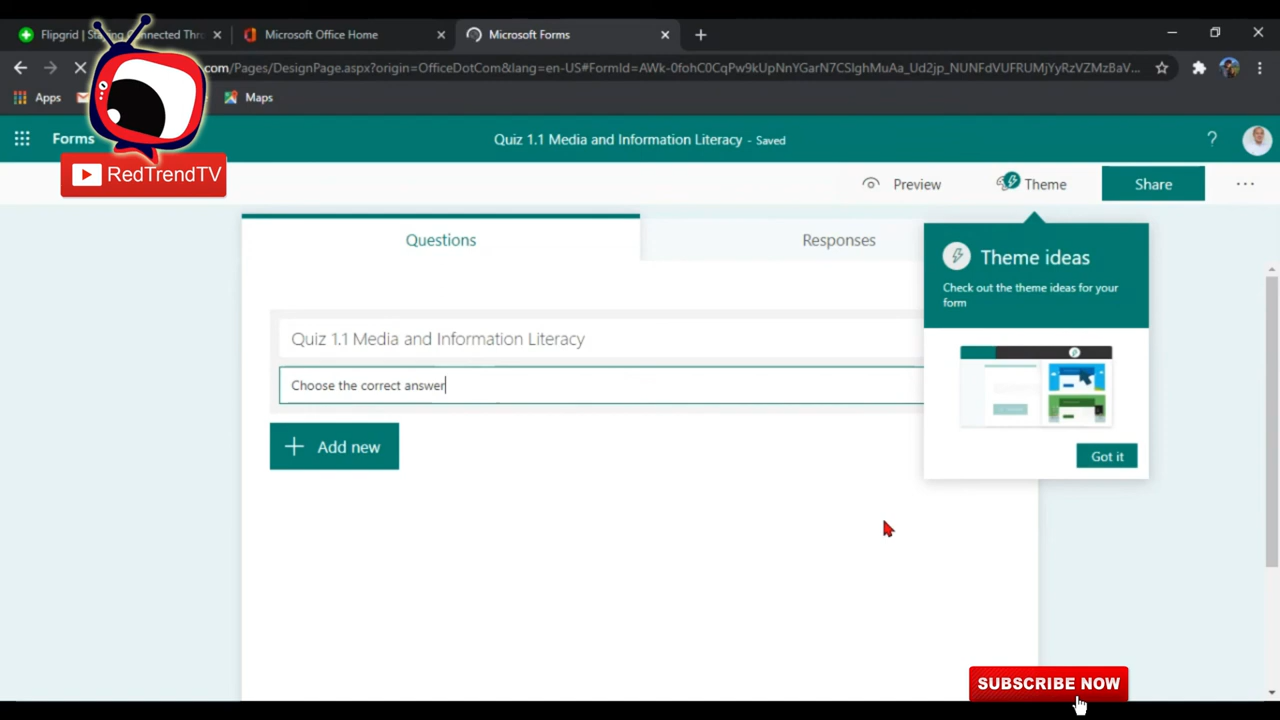 Flipgrid | St
nnected Thro
Microsoft Office Home
Microsoft Forms
.com/Pages/DesignPage.aspx?origin=OfficeDotCom&lang=en-US#FormId=AWk-0fohC0CqPw9kUpNnYGarN7CSIghMuAa_Ud2jp_NUNFdVUFRUMJYyRzVZMzBaV...
Apps
Maps
Forms
Quiz 1.1 Media and Information Literacy - Saved
?
RedTrendTV
Preview
Theme
Share
Questions
Responses
Theme ideas
Check out the theme ideas for your
form
Quiz 1.1 Media and Information Literacy
Choose the correct answer
Add new
Got it
SUBSCRIBE NOW